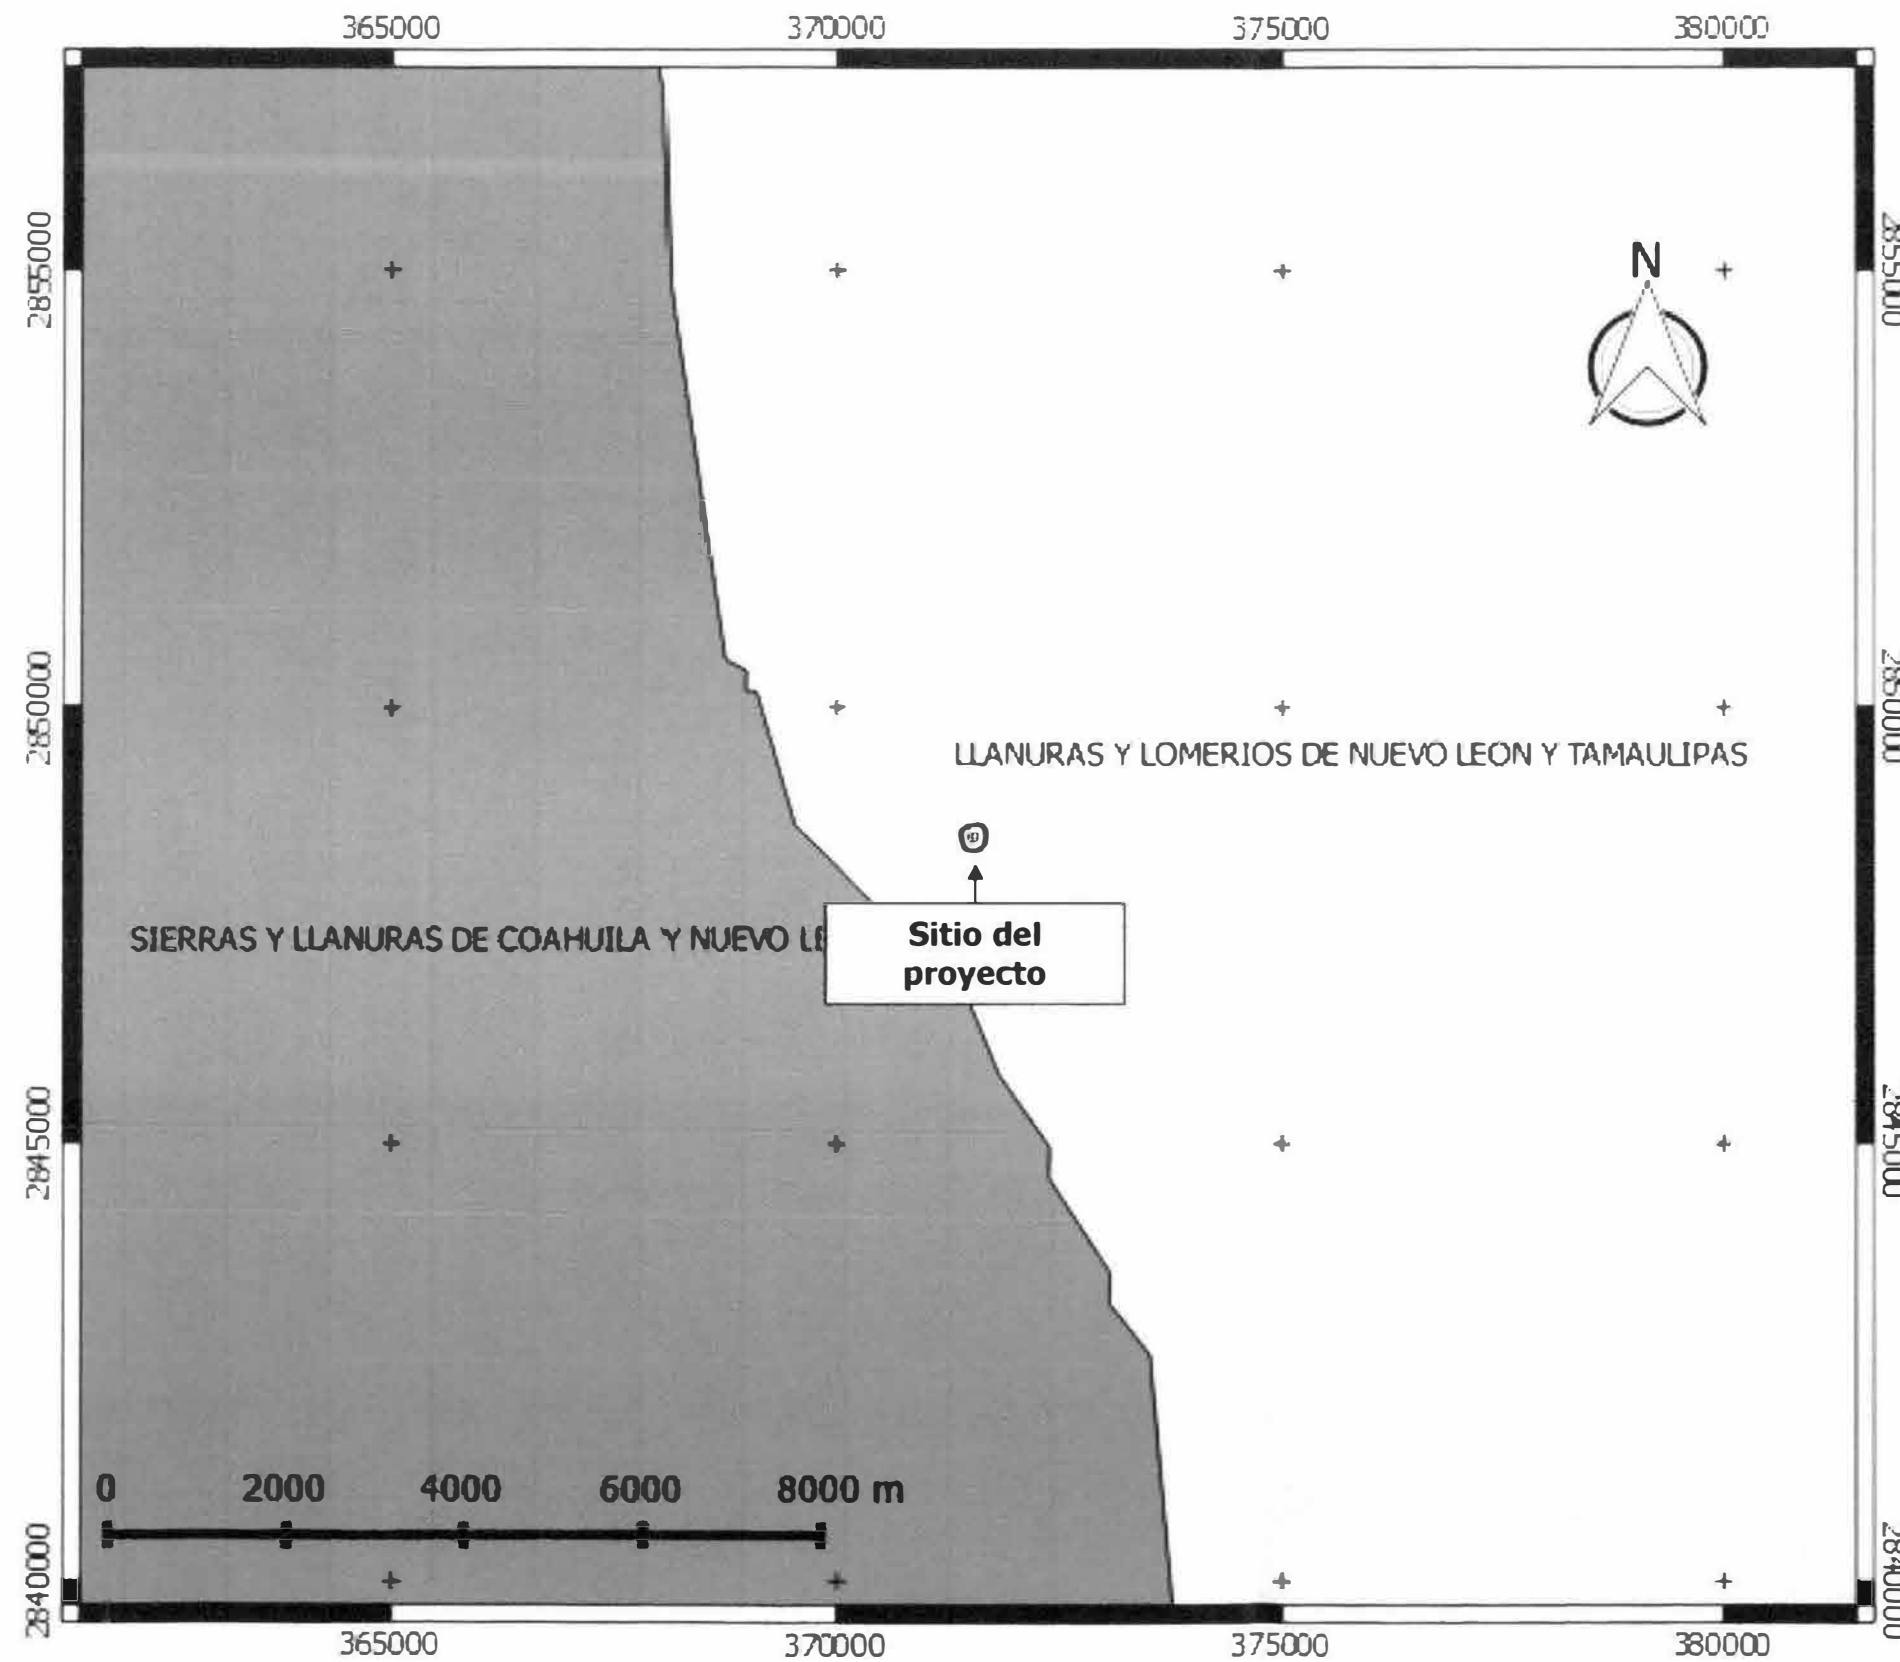 365000 370000 375000 380000
2855000 2855000
N
2850000 2850000
LLANURAS Y LOMERIOS DE NUEVO LEON Y TAMAULIPAS
SIERRAS Y LLANURAS DE COAHUILA Y NUEVO LE
Sitio del
proyecto
2845000 2845000
0 2000 4000 6000 8000 m
2840000 2840000
365000 370000 375000 380000